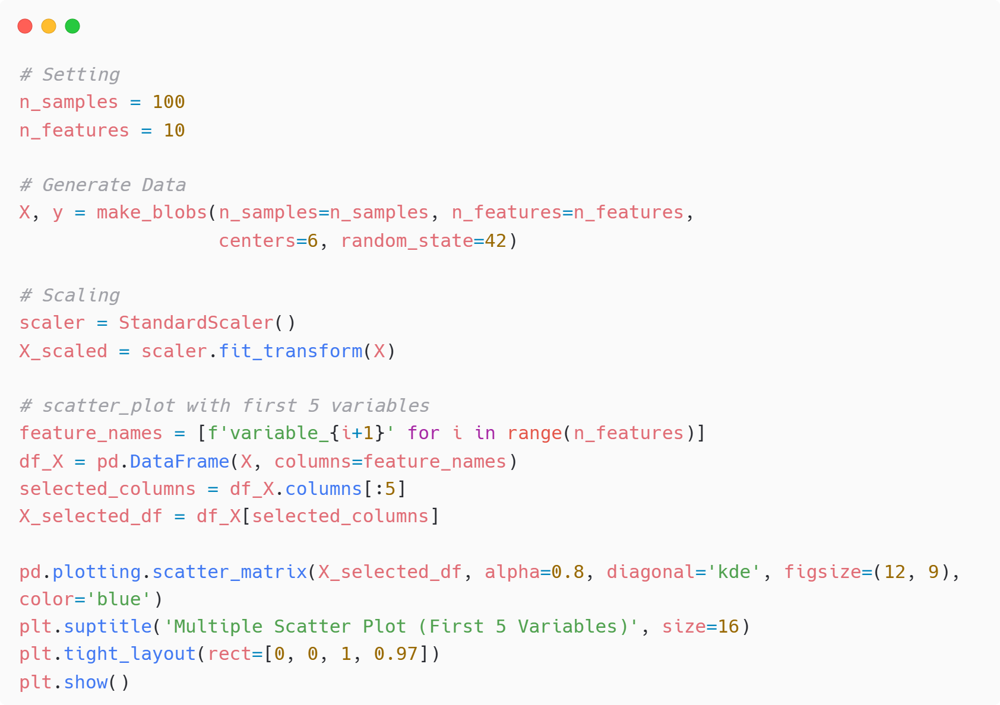 # Setting
n_samples = 100
n_features = 10

# Generate Data
X, y = make_blobs(n_samples=n_samples, n_features=n_features,
                  centers=6, random_state=42)

# Scaling
scaler = StandardScaler()
X_scaled = scaler.fit_transform(X)

# scatter_plot with first 5 variables
feature_names = [f'variable_{i+1}' for i in range(n_features)]
df_X = pd.DataFrame(X, columns=feature_names)
selected_columns = df_X.columns[:5]
X_selected_df = df_X[selected_columns]

pd.plotting.scatter_matrix(X_selected_df, alpha=0.8, diagonal='kde', figsize=(12, 9),
color='blue')
plt.suptitle('Multiple Scatter Plot (First 5 Variables)', size=16)
plt.tight_layout(rect=[0, 0, 1, 0.97])
plt.show()